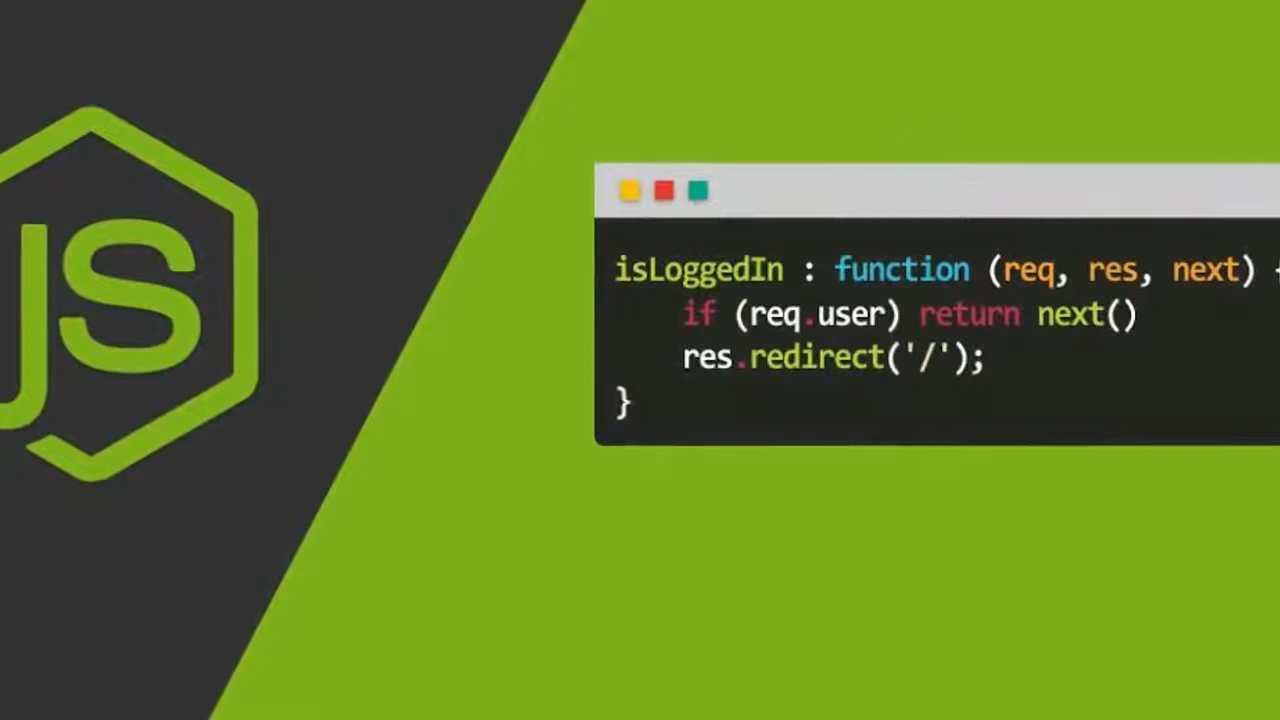 JS
isLoggedIn : function (req, res, next) {
if (req.user) return next()
res.redirect('/');
}